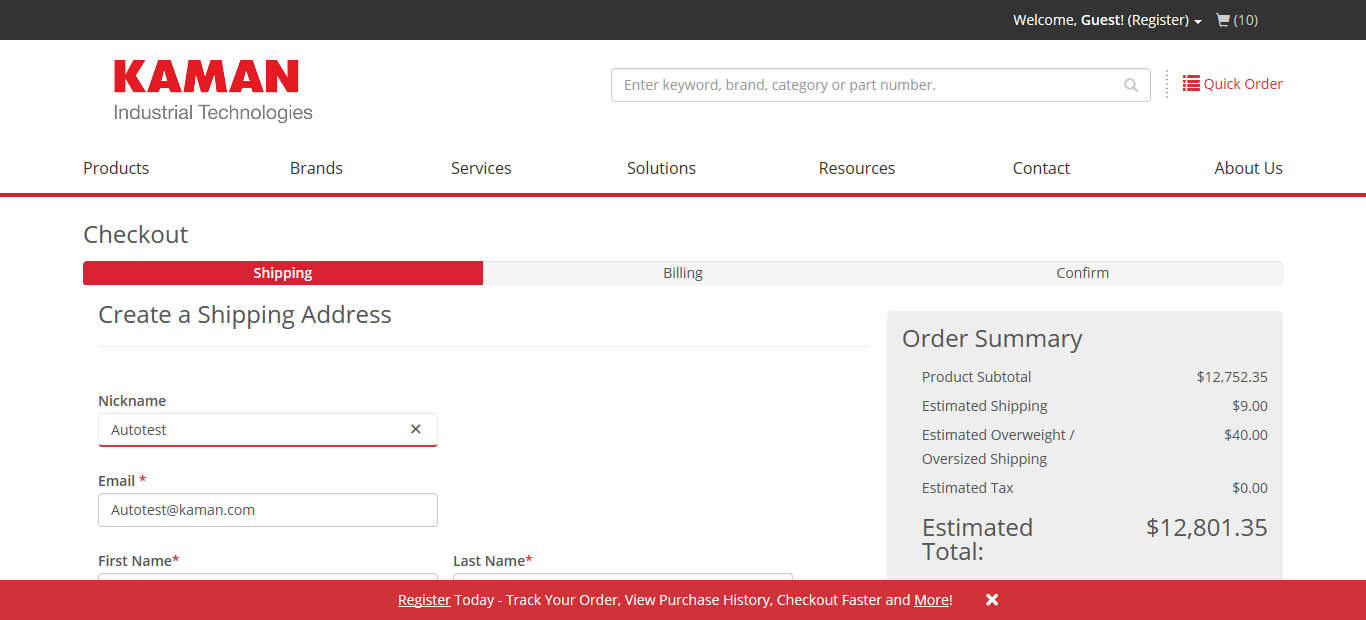 Welcome, Guest! (Register) (10)
KAMAN
Industrial Technologies
Enter keyword, brand, category or part number.
Quick Order
Products Brands Services Solutions Resources Contact About Us
Checkout
Shipping Billing Confirm
Create a Shipping Address
Nickname
Autotest
Email *
Autotest@kaman.com
First Name* Last Name*
Order Summary
Product Subtotal $12,752.35
Estimated Shipping $9.00
Estimated Overweight / $40.00
Oversized Shipping
Estimated Tax $0.00
Estimated $12,801.35
Total:
Register Today - Track Your Order, View Purchase History, Checkout Faster and More!